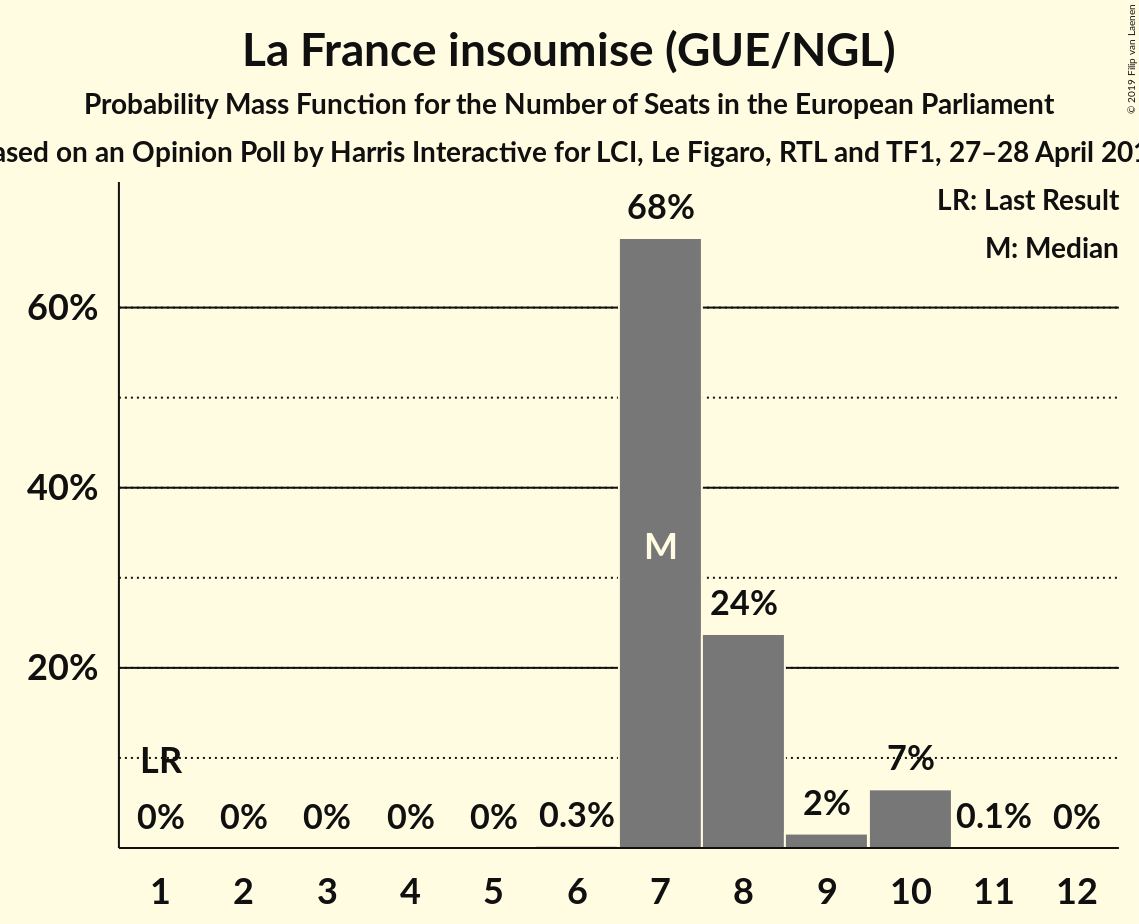 La France insoumise (GUE/NGL)
Probability Mass Function for the Number of Seats in the European Parliament
ased on an Opinion Poll by Harris Interactive for LCI, Le Figaro, RTL and TF1, 27–28 April 201
© 2019 Filip van Laenen
LR: Last Result
M: Median
68%
60%
40%
M
24%
20%
LR
7%
2%
0% 0% 0% 0% 0% 0.3% 0.1% 0%
1 2 3 4 5 6 7 8 9 10 11 12